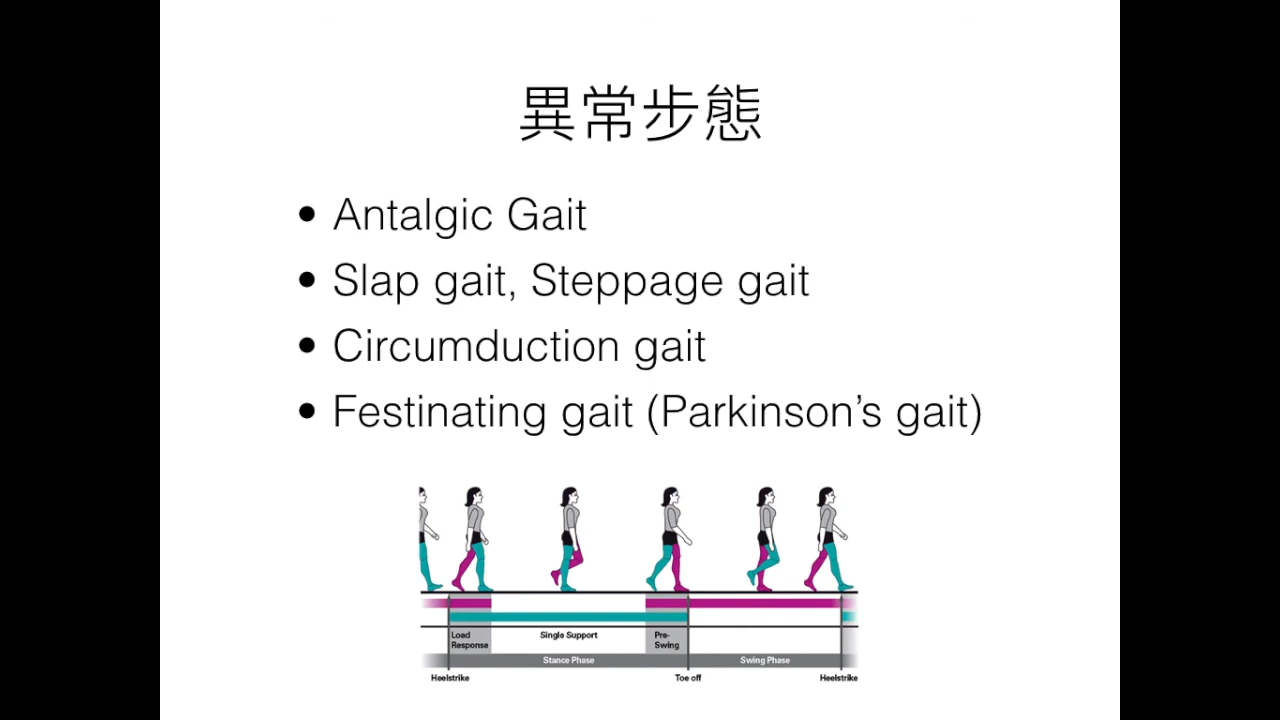 異常步態
• Antalgic Gait
• Slap gait, Steppage gait
• Circumduction gait
• Festinating gait (Parkinson’s gait)
Load
Response
Single Support
Pre-
Swing
Stance Phase
Swing Phase
Heelstrike
Toe off
Heelstrike